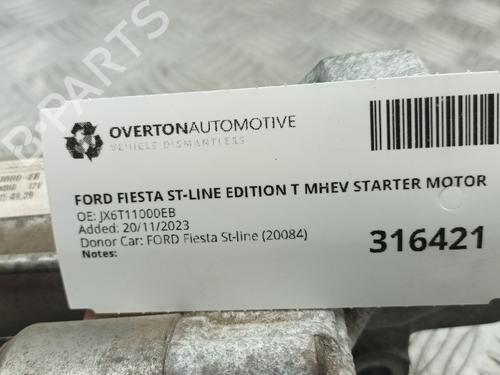 OVERTONAUTOMOTIVE
VEHICLE DISMANTLERS
FORD FIESTA ST-LINE EDITION T MHEV STARTER MOTOR
OE: JX6T11000EB
Added: 20/11/2023
Donor Car: FORD Fiesta St-line (20084)
Notes:
316421
B-PARTS
12V